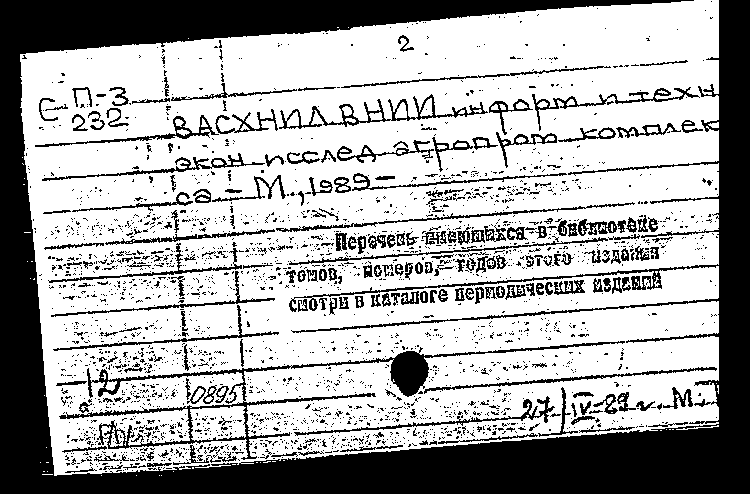 2
С П-3
232
ВАСХНИЛ ВНИИ информ и техн
экон исслед агропром комплек
са - М., 1989 -
Перечень имеющихся в библиотеке
томов, номеров, годов этого издания
смотри в каталоге периодических изданий
12
0895
27/IV-89 г. М.